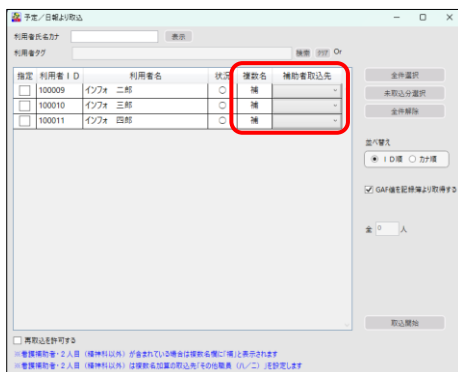 予定／日報より取込
利用者氏名カナ 表示
利用者タグ 検索 クリア Or
指定 利用者ＩＤ 利用者名 状況 複数名 補助者取込先
100009 インフォ 二郎 〇 補
100010 インフォ 三郎 〇 補
100011 インフォ 四郎 〇 補
全件選択
未取込分選択
全件解除
並べ替え
ＩＤ順 カナ順
GAF値を記録簿より取得する
全 0 人
取込開始
再取込を許可する
※看護補助者・２人目（精神科以外）が含まれている場合は複数名欄に「補」と表示されます
※看護補助者・２人目（精神科以外）は複数名加算の取込先「その他職員（八／二）」を設定します